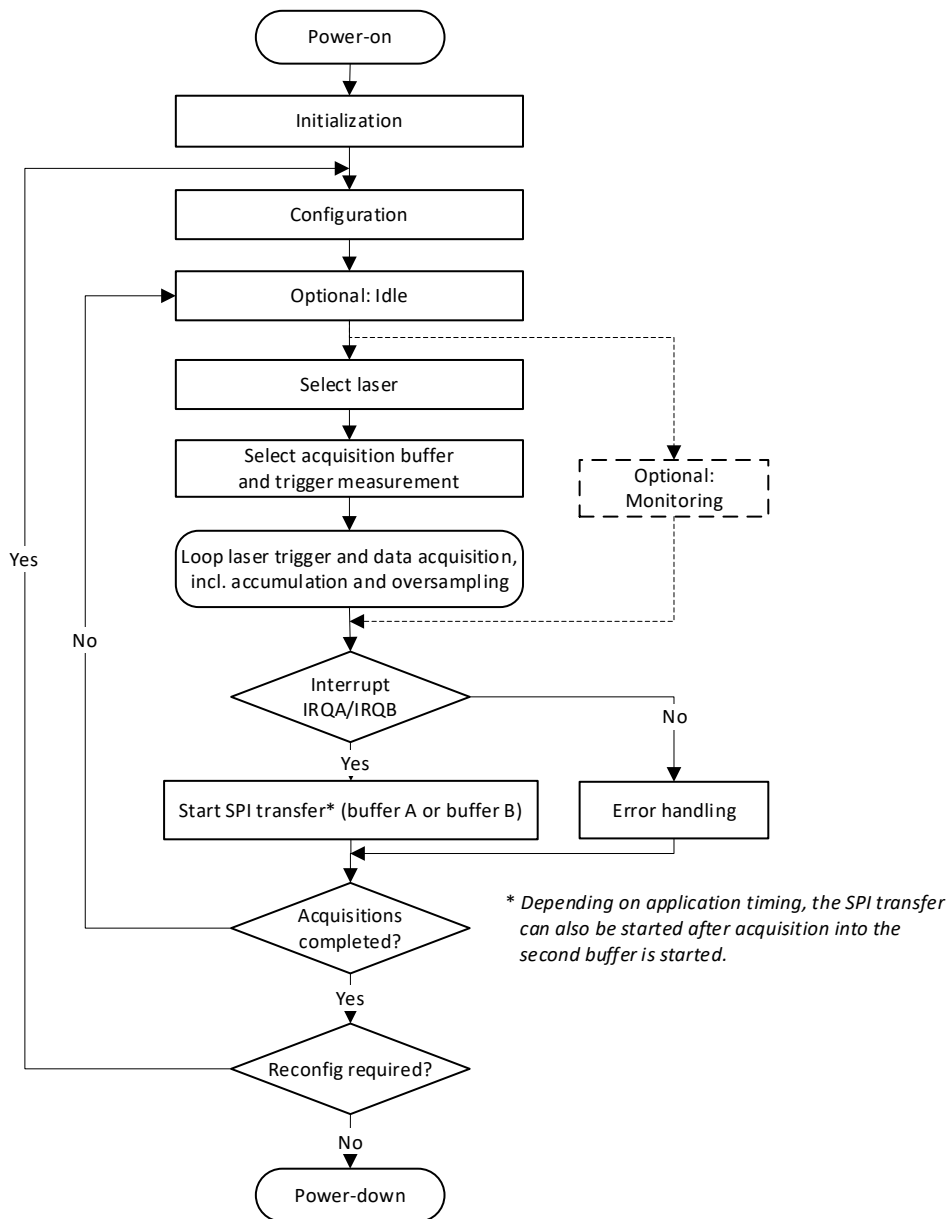 Power-on
Initialization
Configuration
Optional: Idle
Select laser
Select acquisition buffer
and trigger measurement
Optional:
Monitoring
Yes
Loop laser trigger and data acquisition,
incl. accumulation and oversampling
No
Interrupt
IRQA/IRQB
No
Yes
Start SPI transfer* (buffer A or buffer B)
Error handling
Acquisitions
completed?
* Depending on application timing, the SPI transfer
can also be started after acquisition into the
second buffer is started.
Yes
Reconfig required?
No
Power-down